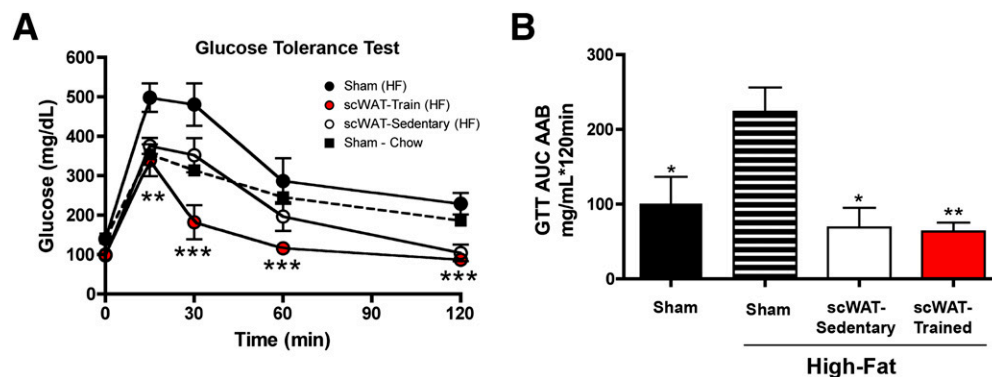 A
Glucose Tolerance Test
Glucose (mg/dL)
600
500
400
300
200
100
0
Sham (HF)
scWAT-Train (HF)
scWAT-Sedentary (HF)
Sham - Chow
**
***
***
***
0
30
60
90
120
Time (min)
B
GTT AUC AAB
mg/mL*120min
300
200
100
0
*
*
**
Sham
Sham
scWAT-
Sedentary
scWAT-
Trained
High-Fat